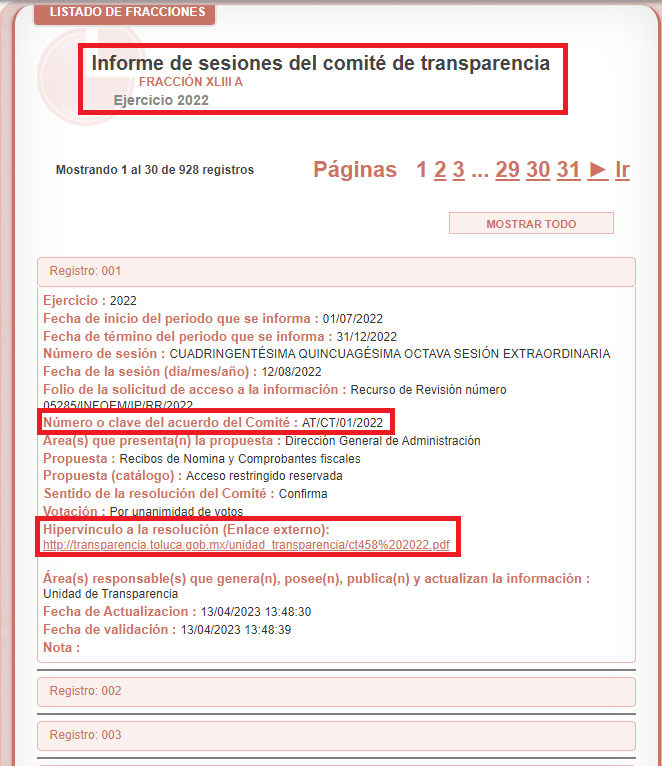 LISTADO DE FRACCIONES
Informe de sesiones del comité de transparencia
FRACCIÓN XLIII A
Ejercicio 2022
Mostrando 1 al 30 de 928 registros
Páginas 1 2 3 ... 29 30 31 ► Ir
MOSTRAR TODO
Registro: 001
Ejercicio : 2022
Fecha de inicio del periodo que se informa : 01/07/2022
Fecha de término del periodo que se informa : 31/12/2022
Número de sesión : CUADRINGENTÉSIMA QUINCUAGÉSIMA OCTAVA SESIÓN EXTRAORDINARIA
Fecha de la sesión (día/mes/año) : 12/08/2022
Folio de la solicitud de acceso a la información : Recurso de Revisión número
05285/INFOEM/IP/RR/2022
Número o clave del acuerdo del Comité : AT/CT/01/2022
Área(s) que presenta(n) la propuesta : Dirección General de Administración
Propuesta : Recibos de Nomina y Comprobantes fiscales
Propuesta (catálogo) : Acceso restringido reservada
Sentido de la resolución del Comité : Confirma
Votación : Por unanimidad de votos
Hipervínculo a la resolución (Enlace externo):
http://transparencia.toluca.gob.mx/unidad_transparencia/ct458%202022.pdf
Área(s) responsable(s) que genera(n), posee(n), publica(n) y actualizan la información :
Unidad de Transparencia
Fecha de Actualizacion : 13/04/2023 13:48:30
Fecha de validación : 13/04/2023 13:48:39
Nota :
Registro: 002
Registro: 003